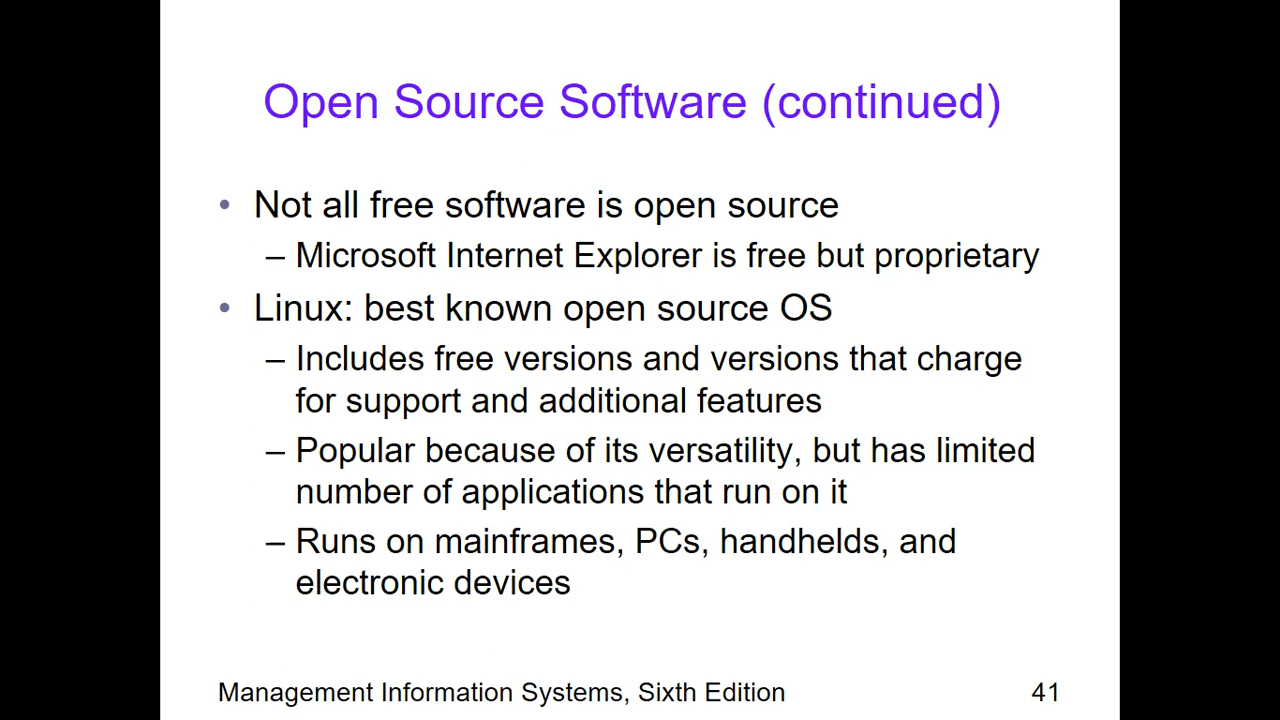 Open Source Software (continued)
• Not all free software is open source
– Microsoft Internet Explorer is free but proprietary
• Linux: best known open source OS
– Includes free versions and versions that charge
for support and additional features
– Popular because of its versatility, but has limited
number of applications that run on it
– Runs on mainframes, PCs, handhelds, and
electronic devices
Management Information Systems, Sixth Edition 41